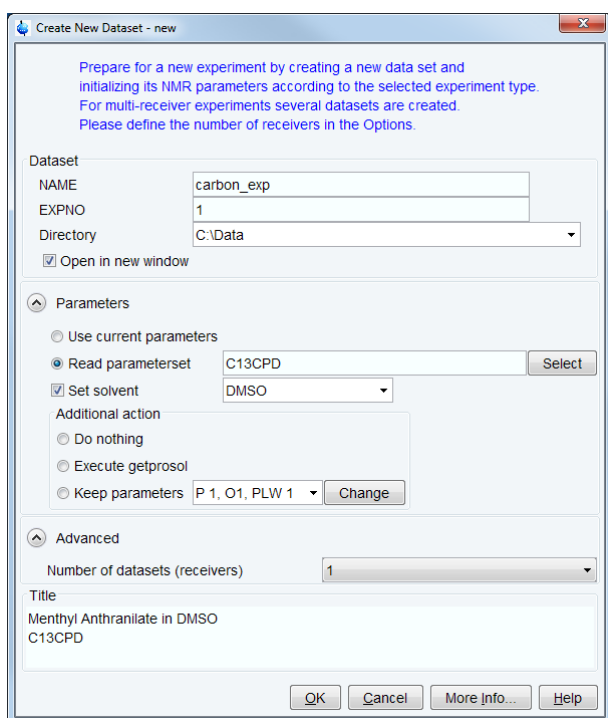 Create New Dataset - new
Prepare for a new experiment by creating a new data set and
initializing its NMR parameters according to the selected experiment type.
For multi-receiver experiments several datasets are created.
Please define the number of receivers in the Options.
Dataset
NAME carbon_exp
EXPNO 1
Directory C:\Data
Open in new window
Parameters
Use current parameters
Read parameterset C13CPD Select
Set solvent DMSO
Additional action
Do nothing
Execute getprosol
Keep parameters P 1, O1, PLW 1 Change
Advanced
Number of datasets (receivers) 1
Title
Menthyl Anthranilate in DMSO
C13CPD
OK Cancel More Info... Help